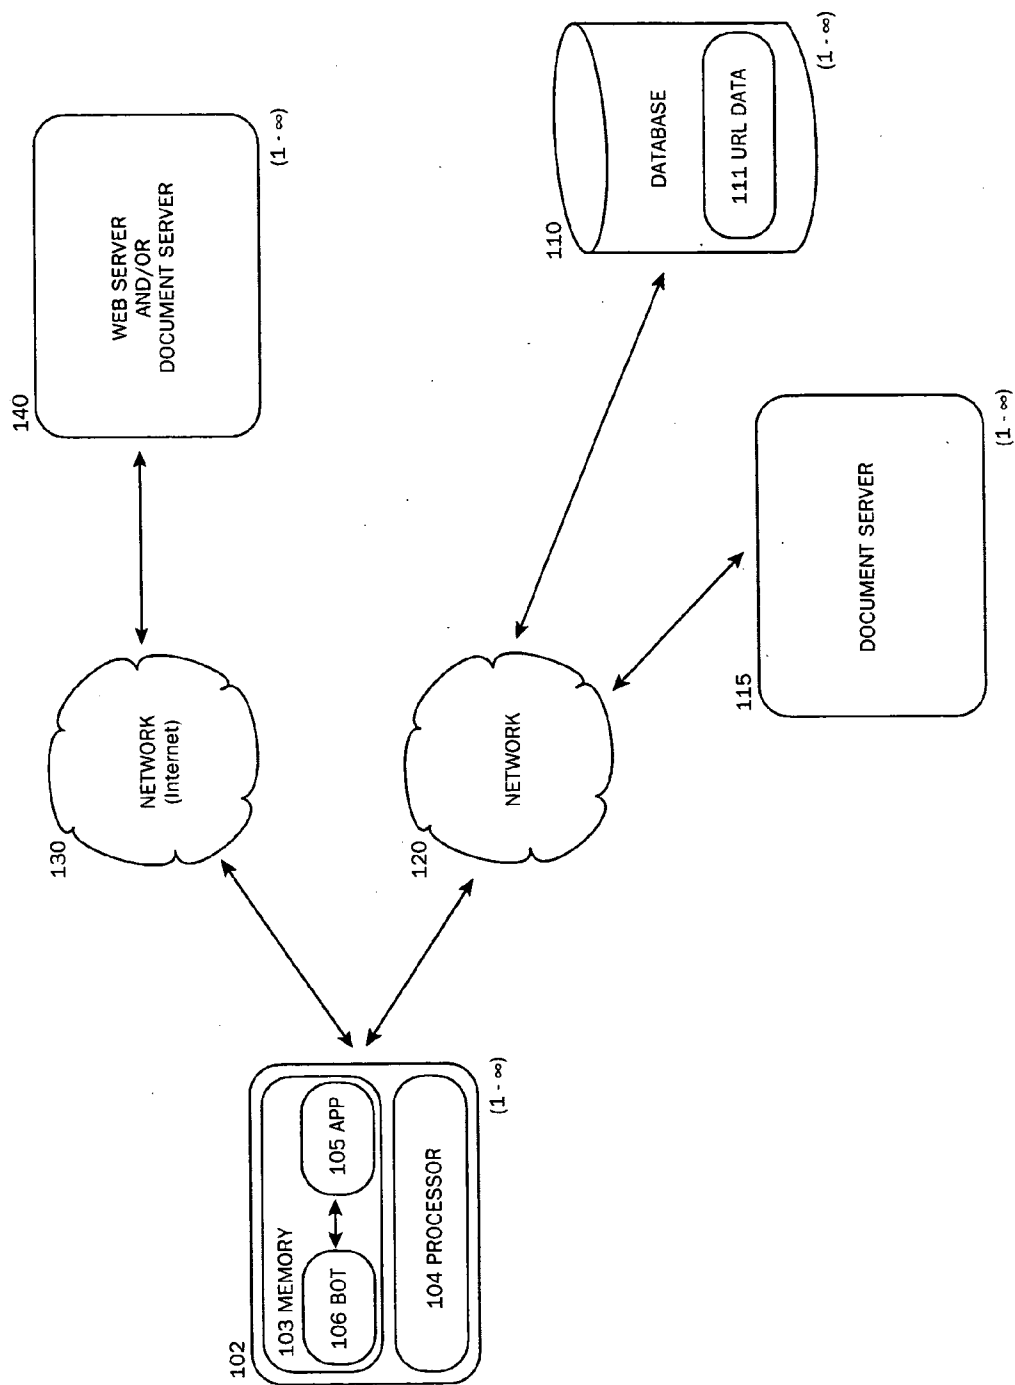 140
WEB SERVER
AND/OR
DOCUMENT SERVER
(1 - ∞)
130
NETWORK
(Internet)
102
103 MEMORY
106 BOT
105 APP
104 PROCESSOR
(1 - ∞)
120
NETWORK
110
DATABASE
111 URL DATA
(1 - ∞)
115
DOCUMENT SERVER
(1 - ∞)